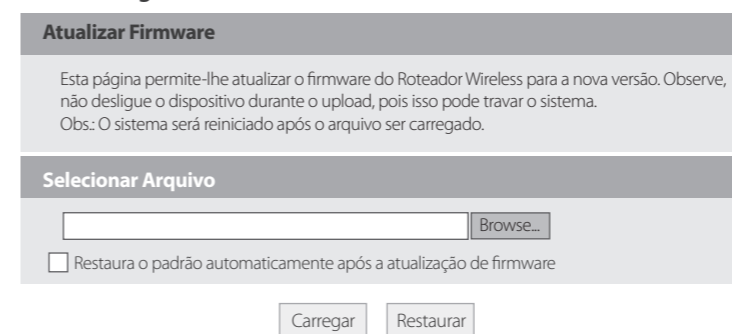 Atualizar Firmware
Esta página permite-lhe atualizar o firmware do Roteador Wireless para a nova versão. Observe,
não desligue o dispositivo durante o upload, pois isso pode travar o sistema.
Obs.: O sistema será reiniciado após o arquivo ser carregado.
Selecionar Arquivo
Browse...
Restaura o padrão automaticamente após a atualização de firmware
Carregar Restaurar